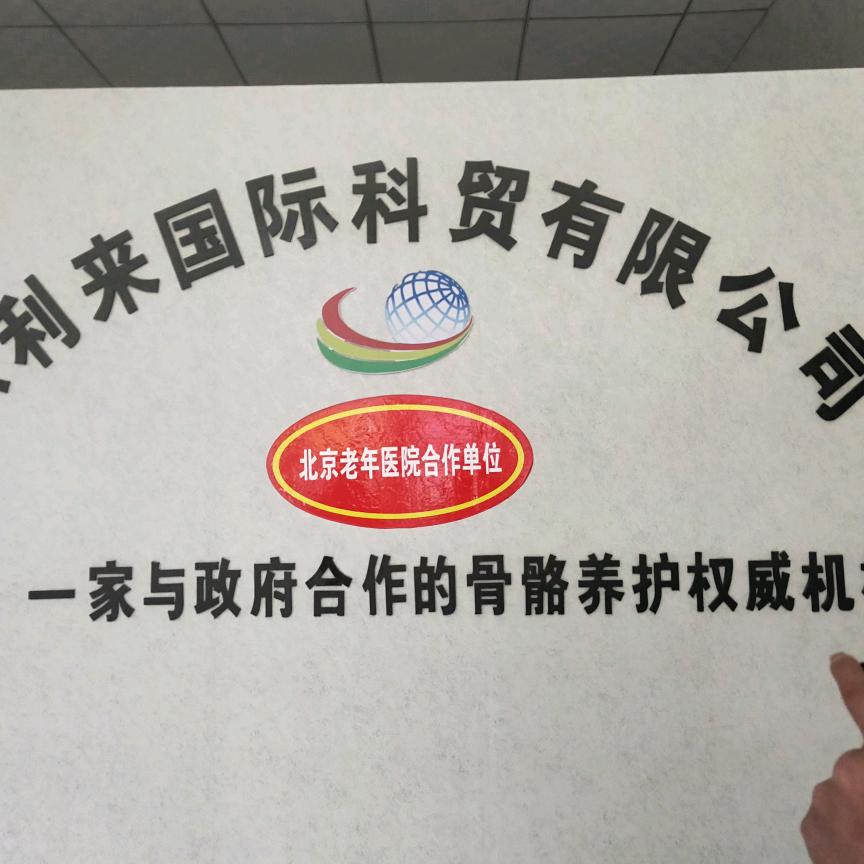 利来国际科贸有限公司
北京老年医院合作单位
一家与政府合作的骨骼养护权威机